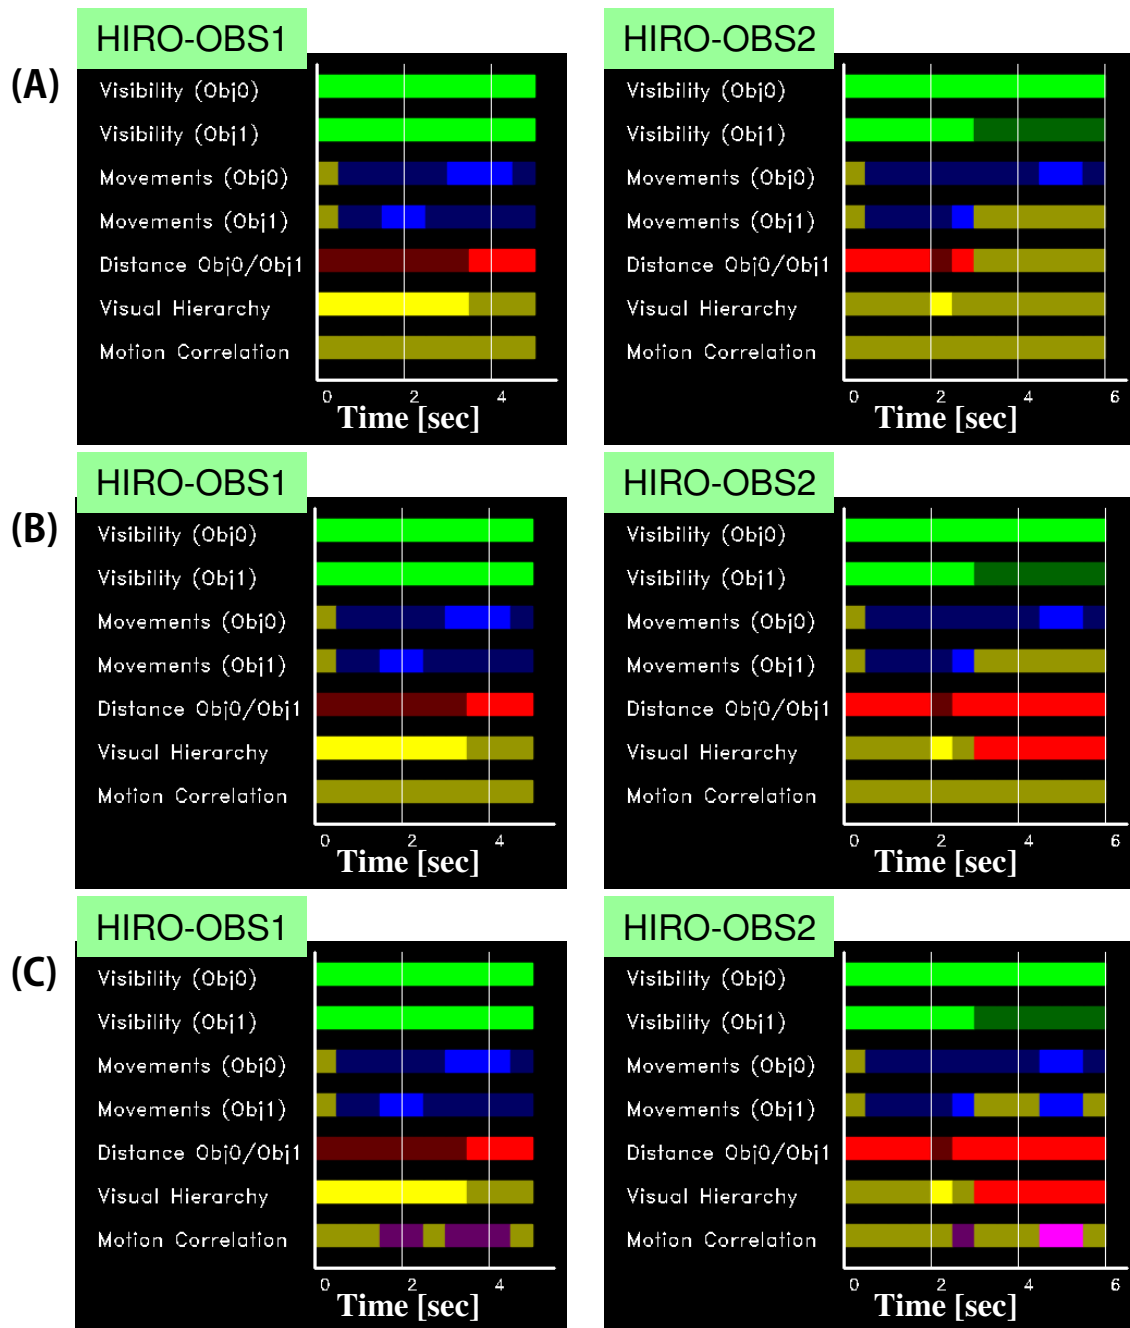 HIRO-OBS1
(A)
Visibility (Obj0)
Visibility (Obj1)
Movements (Obj0)
Movements (Obj1)
Distance Obj0/Obj1
Visual Hierarchy
Motion Correlation
0 2 4
Time [sec]
HIRO-OBS2
Visibility (Obj0)
Visibility (Obj1)
Movements (Obj0)
Movements (Obj1)
Distance Obj0/Obj1
Visual Hierarchy
Motion Correlation
0 2 4 6
Time [sec]
HIRO-OBS1
(B)
Visibility (Obj0)
Visibility (Obj1)
Movements (Obj0)
Movements (Obj1)
Distance Obj0/Obj1
Visual Hierarchy
Motion Correlation
0 2 4
Time [sec]
HIRO-OBS2
Visibility (Obj0)
Visibility (Obj1)
Movements (Obj0)
Movements (Obj1)
Distance Obj0/Obj1
Visual Hierarchy
Motion Correlation
0 2 4 6
Time [sec]
HIRO-OBS1
(C)
Visibility (Obj0)
Visibility (Obj1)
Movements (Obj0)
Movements (Obj1)
Distance Obj0/Obj1
Visual Hierarchy
Motion Correlation
0 2 4
Time [sec]
HIRO-OBS2
Visibility (Obj0)
Visibility (Obj1)
Movements (Obj0)
Movements (Obj1)
Distance Obj0/Obj1
Visual Hierarchy
Motion Correlation
0 2 4 6
Time [sec]